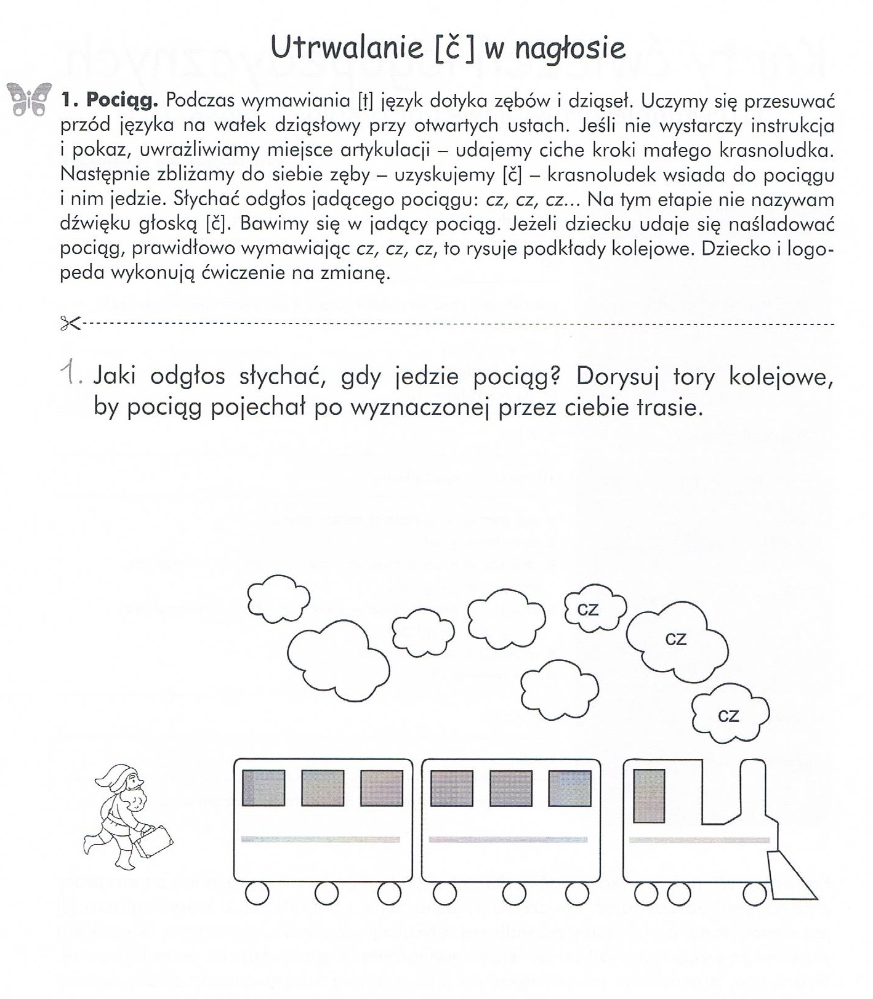 Utrwalanie [č] w nagłosie
1. Pociąg. Podczas wymawiania [ṭ] język dotyka zębów i dziąseł. Uczymy się przesuwać
przód języka na wałek dziąsłowy przy otwartych ustach. Jeśli nie wystarczy instrukcja
i pokaz, uwrażliwiamy miejsce artykulacji – udajemy ciche kroki małego krasnoludka.
Następnie zbliżamy do siebie zęby – uzyskujemy [č] – krasnoludek wsiada do pociągu
i nim jedzie. Słychać odgłos jadącego pociągu: cz, cz, cz... Na tym etapie nie nazywam
dźwięku głoską [č]. Bawimy się w jadący pociąg. Jeżeli dziecku udaje się naśladować
pociąg, prawidłowo wymawiając cz, cz, cz, to rysuje podkłady kolejowe. Dziecko i logo-
peda wykonują ćwiczenie na zmianę.
1. Jaki odgłos słychać, gdy jedzie pociąg? Dorysuj tory kolejowe,
by pociąg pojechał po wyznaczonej przez ciebie trasie.
cz
cz
cz